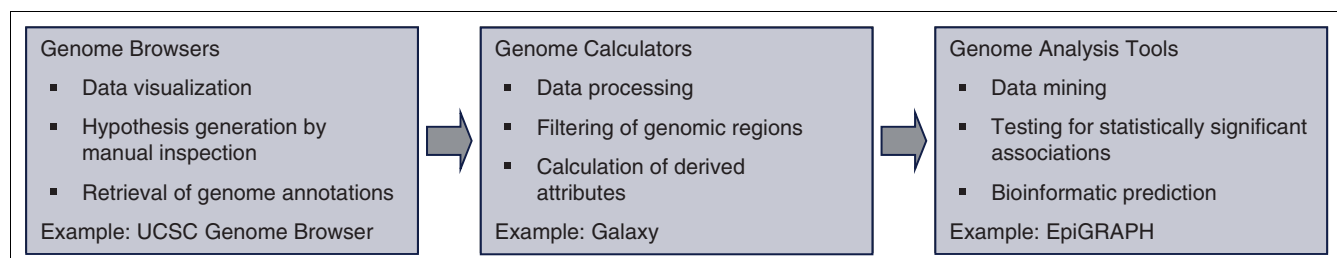 Genome Browsers
▪ Data visualization
▪ Hypothesis generation by
manual inspection
▪ Retrieval of genome annotations
Example: UCSC Genome Browser
Genome Calculators
▪ Data processing
▪ Filtering of genomic regions
▪ Calculation of derived
attributes
Example: Galaxy
Genome Analysis Tools
▪ Data mining
▪ Testing for statistically significant
associations
▪ Bioinformatic prediction
Example: EpiGRAPH